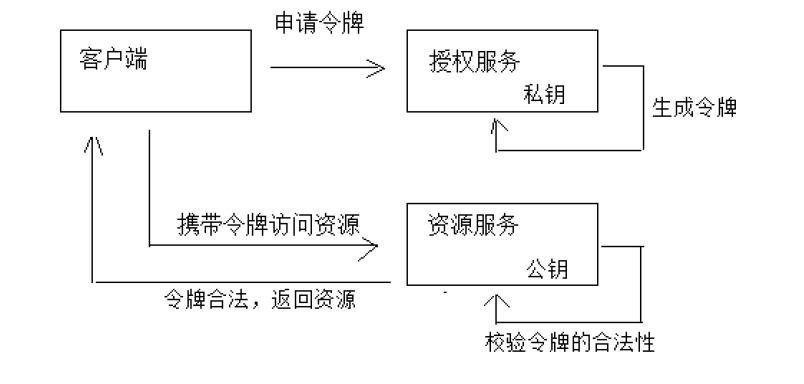 申请令牌
客户端
授权服务
私钥
生成令牌
携带令牌访问资源
资源服务
公钥
令牌合法，返回资源
校验令牌的合法性